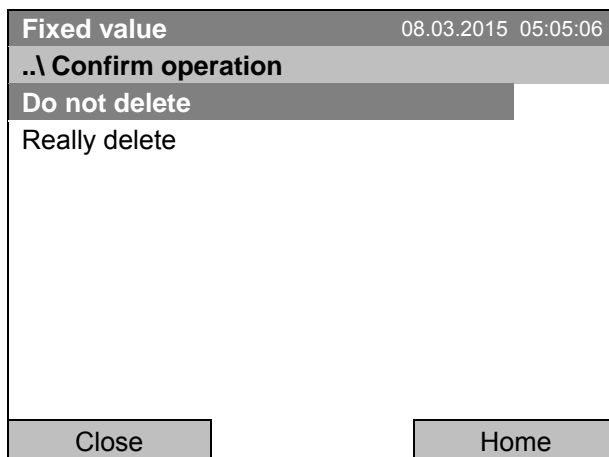 Fixed value 08.03.2015 05:05:06
..\ Confirm operation
Do not delete
Really delete
Close Home